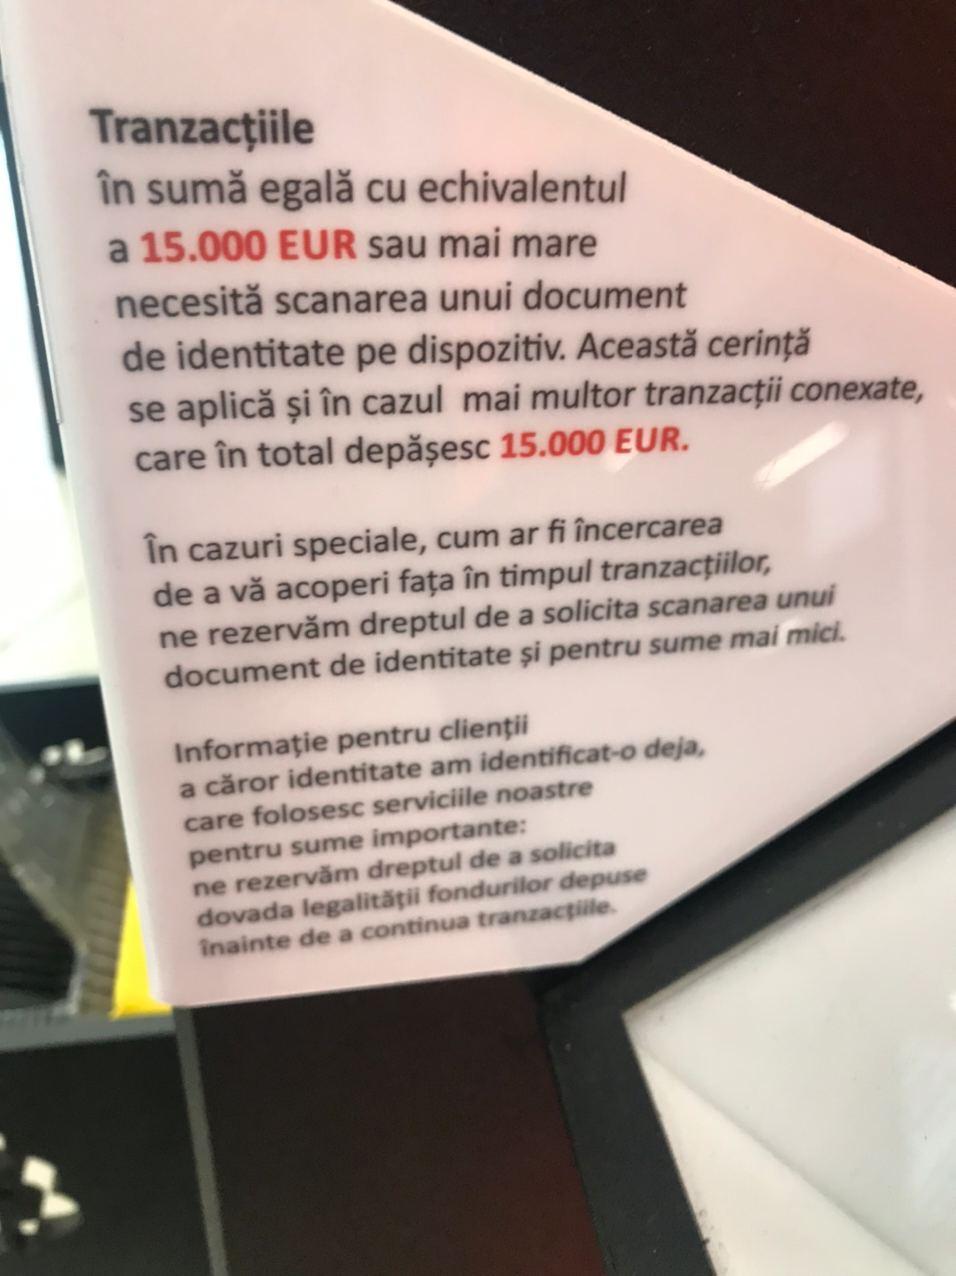 Tranzacțiile
în sumă egală cu echivalentul
a 15.000 EUR sau mai mare
necesită scanarea unui document
de identitate pe dispozitiv. Această cerință
se aplică și în cazul mai multor tranzacții conexate,
care în total depășesc 15.000 EUR.
În cazuri speciale, cum ar fi încercarea
de a vă acoperi fața în timpul tranzacțiilor,
ne rezervăm dreptul de a solicita scanarea unui
document de identitate și pentru sume mai mici.
Informație pentru clienții
a căror identitate am identificat-o deja,
care folosesc serviciile noastre
pentru sume importante:
ne rezervăm dreptul de a solicita
dovada legalității fondurilor depuse
înainte de a continua tranzacțiile.